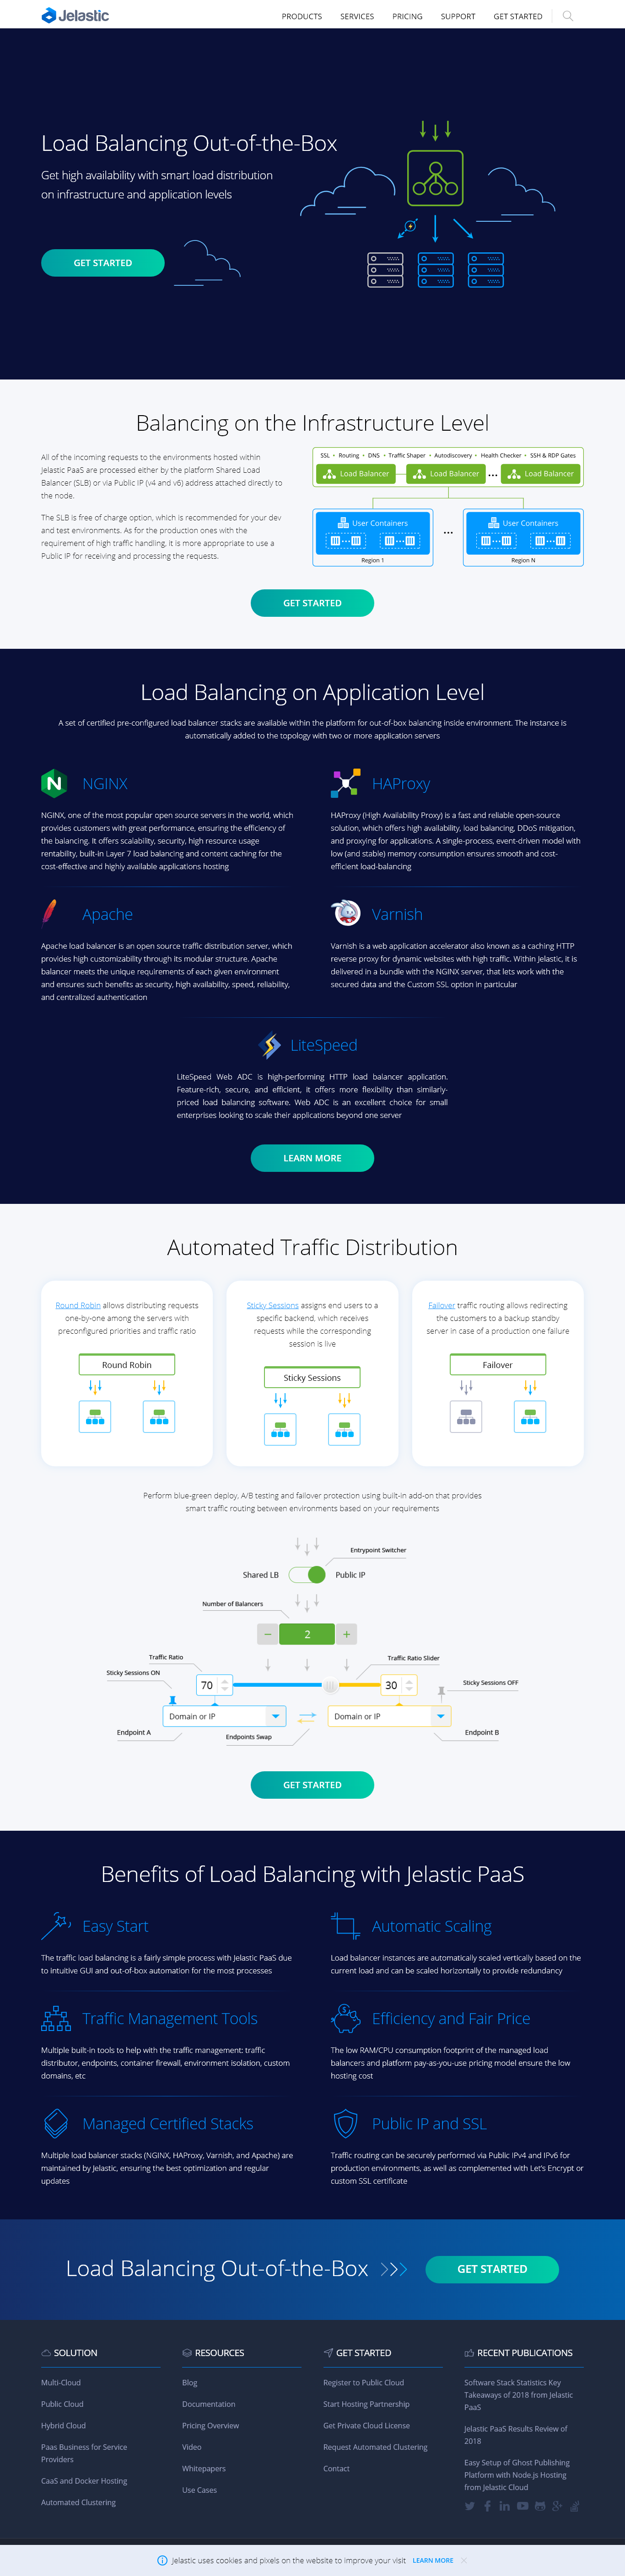 Jelastic
PRODUCTS SERVICES PRICING SUPPORT GET STARTED
Load Balancing Out-of-the-Box
Get high availability with smart load distribution
on infrastructure and application levels
GET STARTED
Balancing on the Infrastructure Level
All of the incoming requests to the environments hosted within
Jelastic PaaS are processed either by the platform Shared Load
Balancer (SLB) or via Public IP (v4 and v6) address attached directly to
the node.
The SLB is free of charge option, which is recommended for your dev
and test environments. As for the production ones with the
requirement of high traffic handling, it is more appropriate to use a
Public IP for receiving and processing the requests.
SSL • Routing • DNS • Traffic Shaper • Autodiscovery • Health Checker • SSH & RDP Gates
Load Balancer Load Balancer ••• Load Balancer
User Containers ••• User Containers
Region 1 Region N
GET STARTED
Load Balancing on Application Level
A set of certified pre-configured load balancer stacks are available within the platform for out-of-box balancing inside environment. The instance is
automatically added to the topology with two or more application servers
NGINX
NGINX, one of the most popular open source servers in the world, which
provides customers with great performance, ensuring the efficiency of
the balancing. It offers scalability, security, high resource usage
rentability, built-in Layer 7 load balancing and content caching for the
cost-effective and highly available applications hosting
HAProxy
HAProxy (High Availability Proxy) is a fast and reliable open-source
solution, which offers high availability, load balancing, DDoS mitigation,
and proxying for applications. A single-process, event-driven model with
low (and stable) memory consumption ensures smooth and cost-
efficient load-balancing
Apache
Apache load balancer is an open source traffic distribution server, which
provides high customizability through its modular structure. Apache
balancer meets the unique requirements of each given environment
and ensures such benefits as security, high availability, speed, reliability,
and centralized authentication
Varnish
Varnish is a web application accelerator also known as a caching HTTP
reverse proxy for dynamic websites with high traffic. Within Jelastic, it is
delivered in a bundle with the NGINX server, that lets work with the
secured data and the Custom SSL option in particular
LiteSpeed
LiteSpeed Web ADC is high-performing HTTP load balancer application.
Feature-rich, secure, and efficient, it offers more flexibility than similarly-
priced load balancing software. Web ADC is an excellent choice for small
enterprises looking to scale their applications beyond one server
LEARN MORE
Automated Traffic Distribution
Round Robin allows distributing requests
one-by-one among the servers with
preconfigured priorities and traffic ratio
Round Robin
Sticky Sessions assigns end users to a
specific backend, which receives
requests while the corresponding
session is live
Sticky Sessions
Failover traffic routing allows redirecting
the customers to a backup standby
server in case of a production one failure
Failover
Perform blue-green deploy, A/B testing and failover protection using built-in add-on that provides
smart traffic routing between environments based on your requirements
Entrypoint Switcher
Shared LB Public IP
Number of Balancers
− 2 +
Traffic Ratio Traffic Ratio Slider
Sticky Sessions ON 70 30 Sticky Sessions OFF
Domain or IP Domain or IP
Endpoint A Endpoints Swap Endpoint B
GET STARTED
Benefits of Load Balancing with Jelastic PaaS
Easy Start
The traffic load balancing is a fairly simple process with Jelastic PaaS due
to intuitive GUI and out-of-box automation for the most processes
Automatic Scaling
Load balancer instances are automatically scaled vertically based on the
current load and can be scaled horizontally to provide redundancy
Traffic Management Tools
Multiple built-in tools to help with the traffic management: traffic
distributor, endpoints, container firewall, environment isolation, custom
domains, etc
Efficiency and Fair Price
The low RAM/CPU consumption footprint of the managed load
balancers and platform pay-as-you-use pricing model ensure the low
hosting cost
Managed Certified Stacks
Multiple load balancer stacks (NGINX, HAProxy, Varnish, and Apache) are
maintained by Jelastic, ensuring the best optimization and regular
updates
Public IP and SSL
Traffic routing can be securely performed via Public IPv4 and IPv6 for
production environments, as well as complemented with Let's Encrypt or
custom SSL certificate
Load Balancing Out-of-the-Box
GET STARTED
SOLUTION
Multi-Cloud
Public Cloud
Hybrid Cloud
Paas Business for Service
Providers
CaaS and Docker Hosting
Automated Clustering
RESOURCES
Blog
Documentation
Pricing Overview
Video
Whitepapers
Use Cases
GET STARTED
Register to Public Cloud
Start Hosting Partnership
Get Private Cloud License
Request Automated Clustering
Contact
RECENT PUBLICATIONS
Software Stack Statistics Key
Takeaways of 2018 from Jelastic
PaaS
Jelastic PaaS Results Review of
2018
Easy Setup of Ghost Publishing
Platform with Node.js Hosting
from Jelastic Cloud
Jelastic uses cookies and pixels on the website to improve your visit LEARN MORE